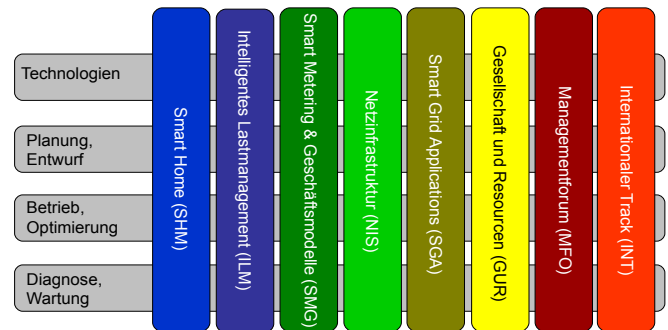 Technologien
Planung,
Entwurf
Betrieb,
Optimierung
Diagnose,
Wartung
Smart Home (SHM)
Intelligentes Lastmanagement (ILM)
Smart Metering & Geschäftsmodelle (SMG)
Netzinfrastruktur (NIS)
Smart Grid Applications (SGA)
Gesellschaft und Resourcen (GUR)
Managementforum (MFO)
Internationaler Track (INT)